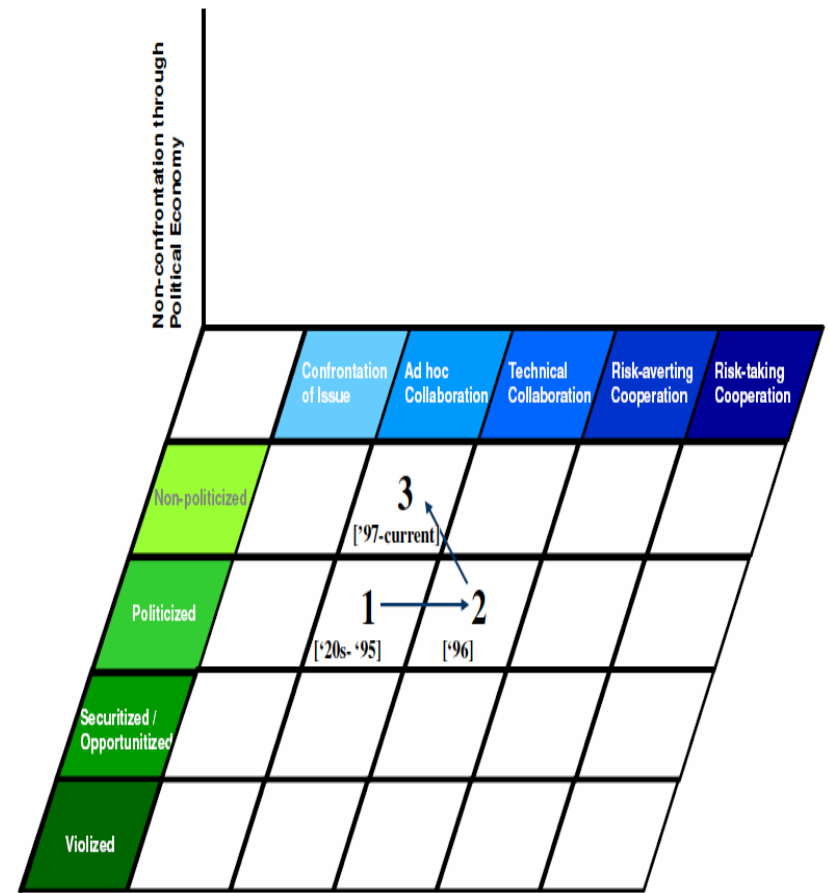 Non-confrontation through
Political Economy
Confrontation
of Issue
Ad hoc
Collaboration
Technical
Collaboration
Risk-averting
Cooperation
Risk-taking
Cooperation
Non-politicized
3
['97-current]
Politicized
1
2
['20s- '95]
['96]
Securitized /
Opportunitized
Violized